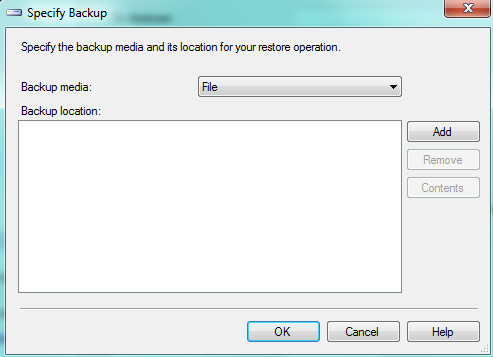 Specify Backup
Specify the backup media and its location for your restore operation.
Backup media:
File
Backup location:
Add
Remove
Contents
OK
Cancel
Help